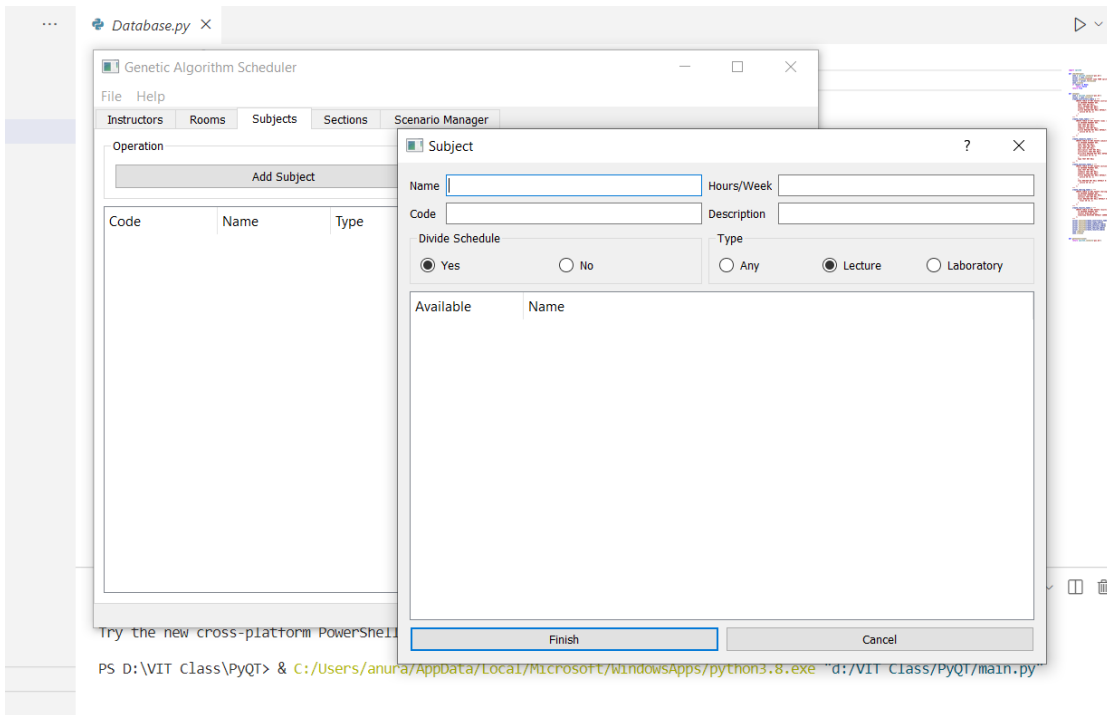 ... Database.py
Genetic Algorithm Scheduler
File Help
Instructors Rooms Subjects Sections Scenario Manager
Operation
Add Subject
Code Name Type
Subject ?
Name Hours/Week
Code Description
Divide Schedule Type
Yes No Any Lecture Laboratory
Available Name
Finish Cancel
Try the new cross-platform PowerShell
PS D:\VIT Class\PyQT> & C:/Users/anura/AppData/Local/Microsoft/WindowsApps/python3.8.exe "d:/VIT Class/PyQT/main.py"